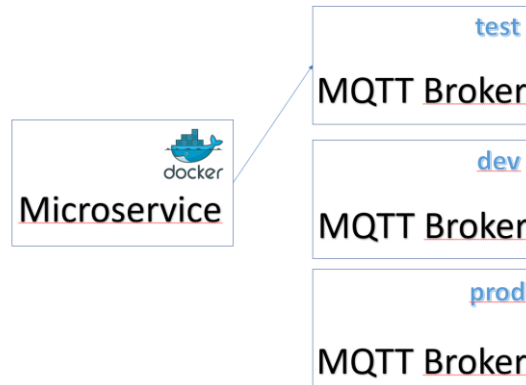 docker
Microservice
test
MQTT Broker
dev
MQTT Broker
prod
MQTT Broker